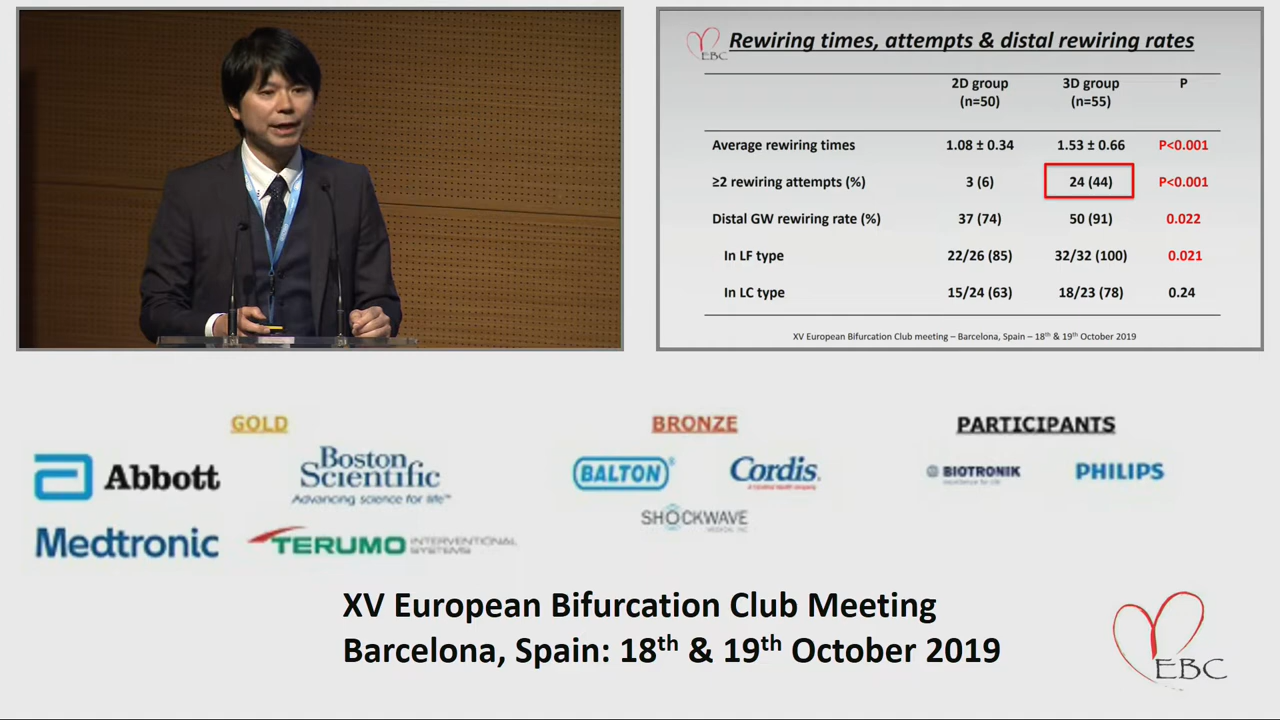 EBC
Rewiring times, attempts & distal rewiring rates
2D group 3D group P
(n=50) (n=55)
Average rewiring times 1.08 ± 0.34 1.53 ± 0.66 P<0.001
≥2 rewiring attempts (%) 3 (6) 24 (44) P<0.001
Distal GW rewiring rate (%) 37 (74) 50 (91) 0.022
In LF type 22/26 (85) 32/32 (100) 0.021
In LC type 15/24 (63) 18/23 (78) 0.24
XV European Bifurcation Club meeting – Barcelona, Spain – 18th & 19th October 2019
GOLD BRONZE PARTICIPANTS
Abbott
Boston
Scientific
Advancing science for life™
BALTON®
Cordis
BIOTRONIK
PHILIPS
SHOCKWAVE
Medtronic
TERUMO INTERVENTIONAL
SYSTEMS
XV European Bifurcation Club Meeting
Barcelona, Spain: 18th & 19th October 2019
EBC